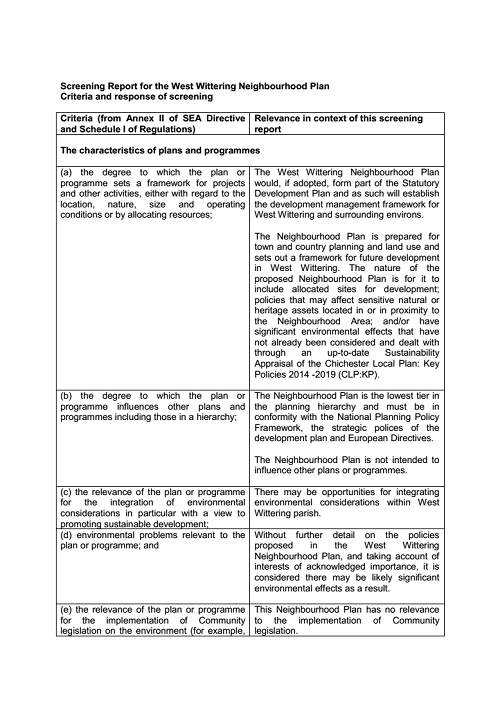 Screening Report for the West Wittering Neighbourhood Plan
Criteria and response of screening
Criteria (from Annex II of SEA Directive
and Schedule I of Regulations)
Relevance in context of this screening
report
The characteristics of plans and programmes
(a) the degree to which the plan or
programme sets a framework for projects
and other activities, either with regard to the
location, nature, size and operating
conditions or by allocating resources;
The West Wittering Neighbourhood Plan
would, if adopted, form part of the Statutory
Development Plan and as such will establish
the development management framework for
West Wittering and surrounding environs.
The Neighbourhood Plan is prepared for
town and country planning and land use and
sets out a framework for future development
in West Wittering. The nature of the
proposed Neighbourhood Plan is for it to
include allocated sites for development;
policies that may affect sensitive natural or
heritage assets located in or in proximity to
the Neighbourhood Area; and/or have
significant environmental effects that have
not already been considered and dealt with
through an up-to-date Sustainability
Appraisal of the Chichester Local Plan: Key
Policies 2014 -2019 (CLP:KP).
(b) the degree to which the plan or
programme influences other plans and
programmes including those in a hierarchy;
The Neighbourhood Plan is the lowest tier in
the planning hierarchy and must be in
conformity with the National Planning Policy
Framework, the strategic polices of the
development plan and European Directives.
The Neighbourhood Plan is not intended to
influence other plans or programmes.
(c) the relevance of the plan or programme
for the integration of environmental
considerations in particular with a view to
promoting sustainable development;
There may be opportunities for integrating
environmental considerations within West
Wittering parish.
(d) environmental problems relevant to the
plan or programme; and
Without further detail on the policies
proposed in the West Wittering
Neighbourhood Plan, and taking account of
interests of acknowledged importance, it is
considered there may be likely significant
environmental effects as a result.
(e) the relevance of the plan or programme
for the implementation of Community
legislation on the environment (for example,
This Neighbourhood Plan has no relevance
to the implementation of Community
legislation.